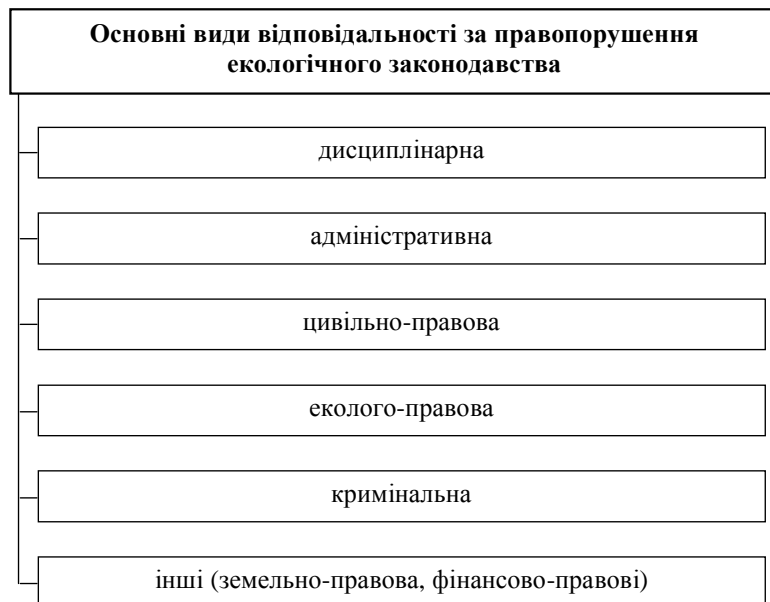 Основні види відповідальності за правопорушення
екологічного законодавства
дисциплінарна
адміністративна
цивільно-правова
еколого-правова
кримінальна
інші (земельно-правова, фінансово-правові)